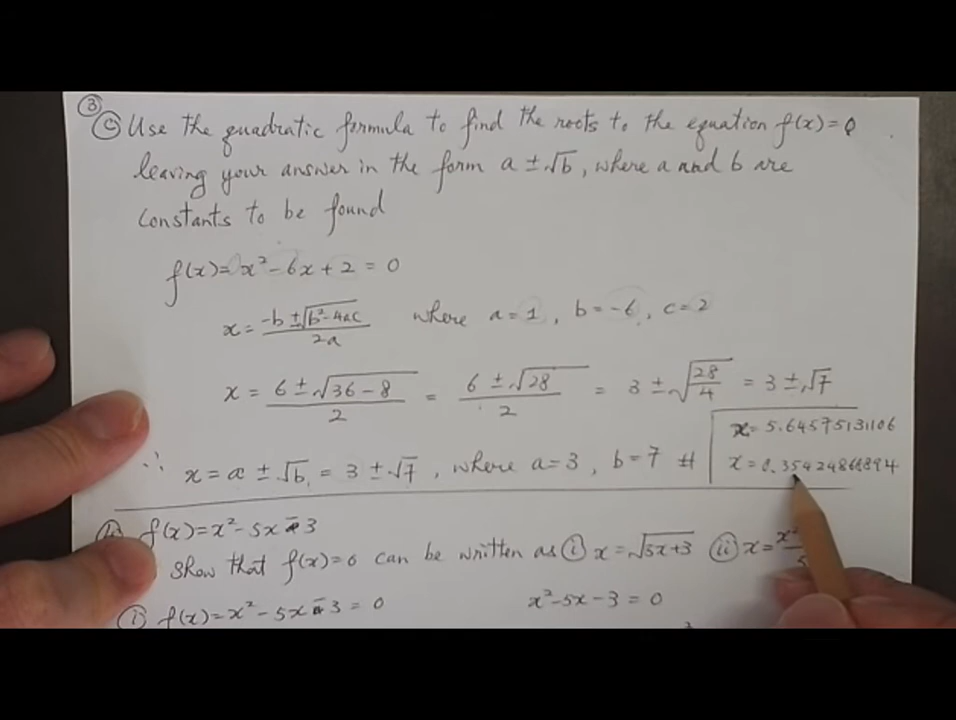 ③
ⓒ Use the quadratic formula to find the roots to the equation f(x)=0
leaving your answer in the form a ± √b, where a and b are
constants to be found
f(x)= x² - 6x + 2 = 0
x = (-b ± √(b² - 4ac))/2a where a = 1, b = -6, c = 2
x = (6 ± √(36 - 8))/2 = (6 ± √28)/2 = 3 ± √(28/4) = 3 ± √7
x = 5.64575131106
∴ x = a ± √b = 3 ± √7, where a=3, b=7 #
x = 0.35424868894
f(x) = x² - 5x - 3
Show that f(x)=0 can be written as ⓘ x = √(5x+3) ⓘⓘ x =
ⓘ f(x) = x² - 5x - 3 = 0
x² - 5x - 3 = 0